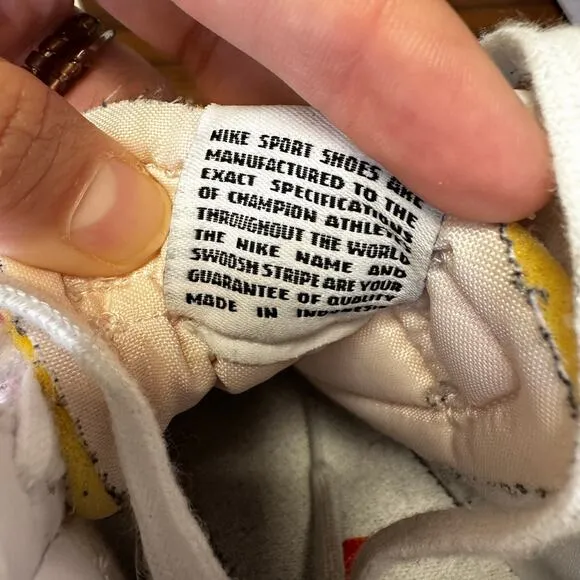 NIKE SPORT SHOES ARE
MANUFACTURED TO THE
EXACT SPECIFICATIONS
OF CHAMPION ATHLETES
THROUGHOUT THE WORLD
THE NIKE NAME AND
SWOOSH STRIPE ARE YOUR
GUARANTEE OF QUALITY
MADE IN INDONESIA